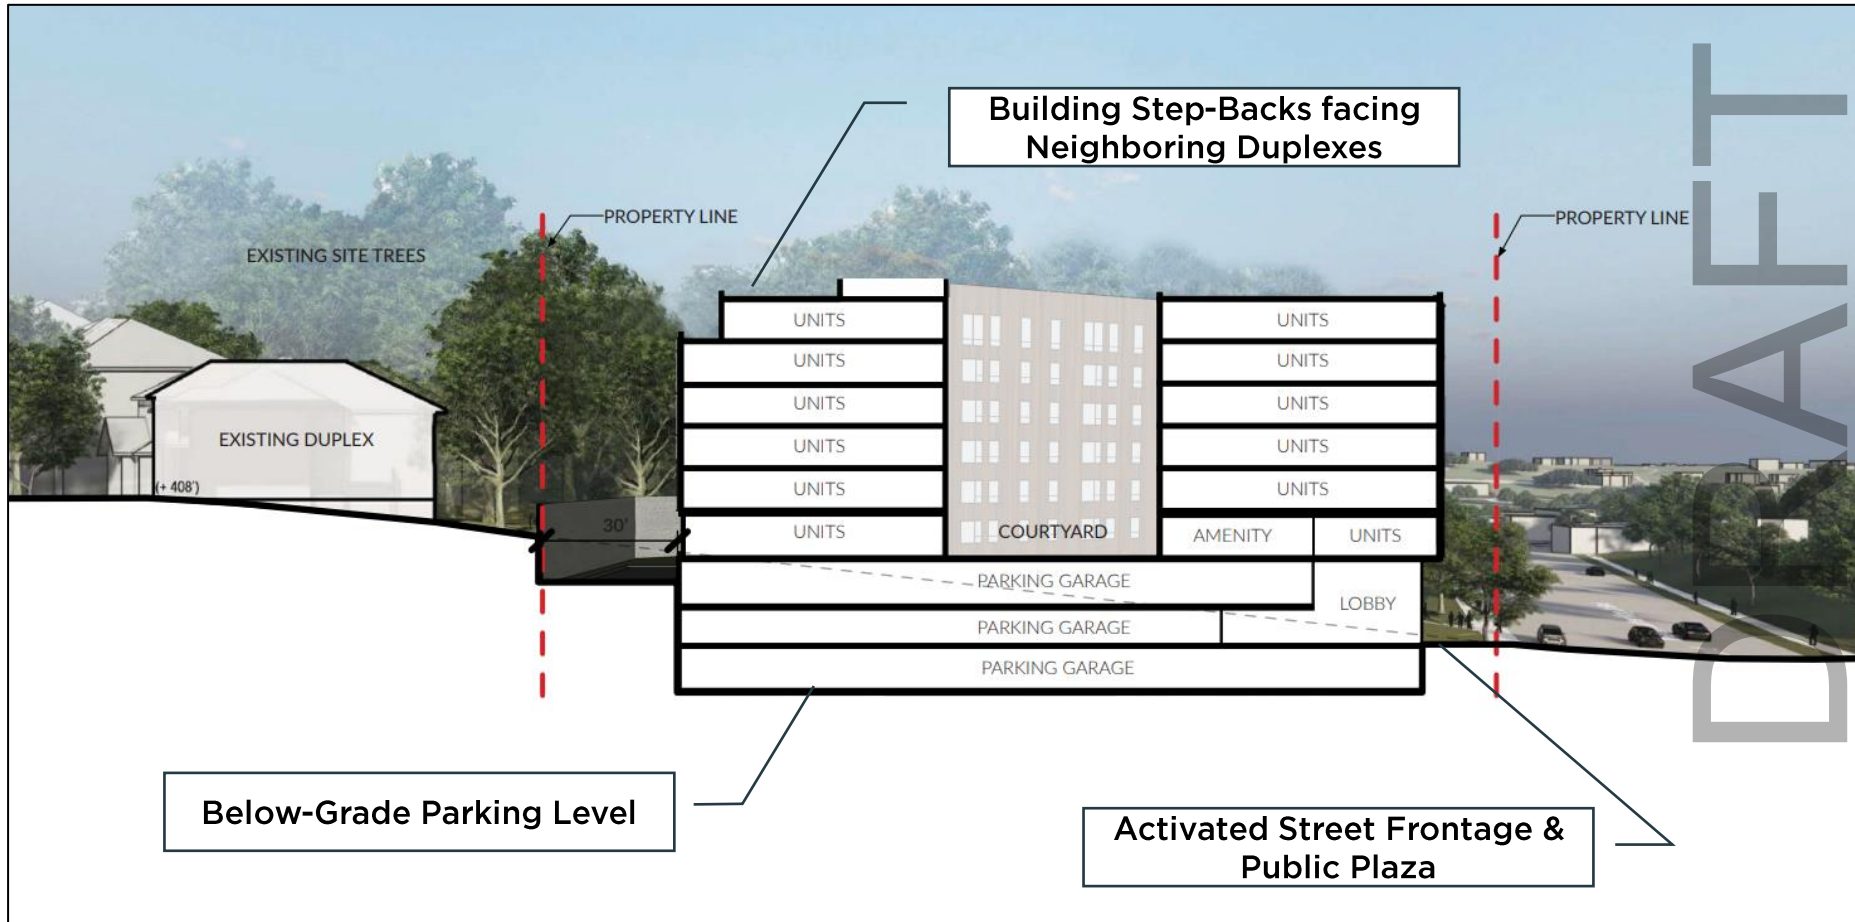 Building Step-Backs facing
Neighboring Duplexes
PROPERTY LINE
PROPERTY LINE
EXISTING SITE TREES
UNITS
UNITS
UNITS
UNITS
UNITS
UNITS
EXISTING DUPLEX
UNITS
UNITS
(+ 408')
UNITS
UNITS
30'
UNITS
COURTYARD
AMENITY
UNITS
PARKING GARAGE
LOBBY
PARKING GARAGE
PARKING GARAGE
Below-Grade Parking Level
Activated Street Frontage &
Public Plaza
DRAFT